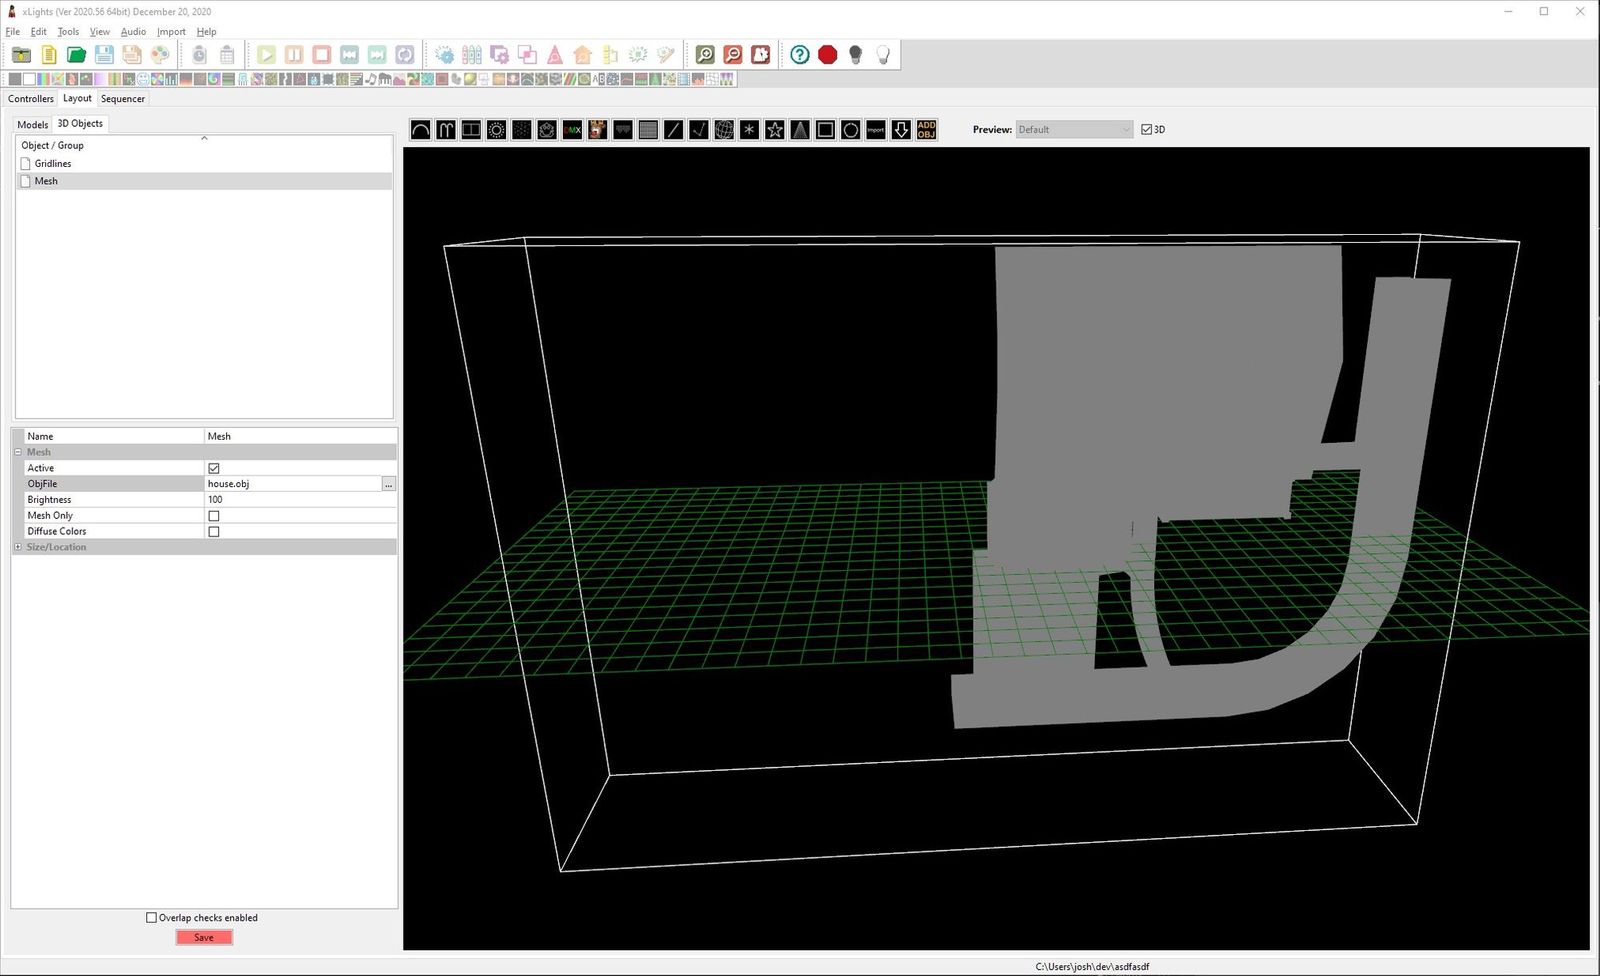 xLights (Ver 2020.56 64bit) December 20, 2020
File Edit Tools View Audio Import Help
Controllers Layout Sequencer
Models 3D Objects
DMX
Import
ADD
OBJ
Preview: Default 3D
Object / Group
Gridlines
Mesh
Name Mesh
Mesh
Active
ObjFile house.obj ...
Brightness 100
Mesh Only
Diffuse Colors
Size/Location
Overlap checks enabled
Save
C:\Users\josh\dev\asdfasdf